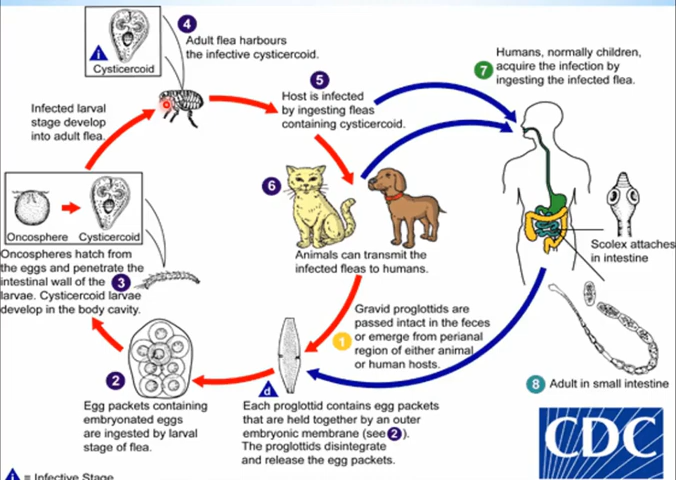 4
Adult flea harbours
the infective cysticercoid.
i
Cysticercoid
5
Host is infected
by ingesting fleas
containing cysticercoid.
7
Humans, normally children,
acquire the infection by
ingesting the infected flea.
Infected larval
stage develop
into adult flea.
6
Animals can transmit the
infected fleas to humans.
Scolex attaches
in intestine
Oncosphere
Cysticercoid
Oncospheres hatch from
the eggs and penetrate the
intestinal wall of the
larvae. Cysticercoid larvae
develop in the body cavity.
3
1
Gravid proglottids are
passed intact in the feces
or emerge from perianal
region of either animal
or human hosts.
8 Adult in small intestine
2
Egg packets containing
embryonated eggs
are ingested by larval
stage of flea.
d
Each proglottid contains egg packets
that are held together by an outer
embryonic membrane (see 2).
The proglottids disintegrate
and release the egg packets.
CDC
i = Infective Stage